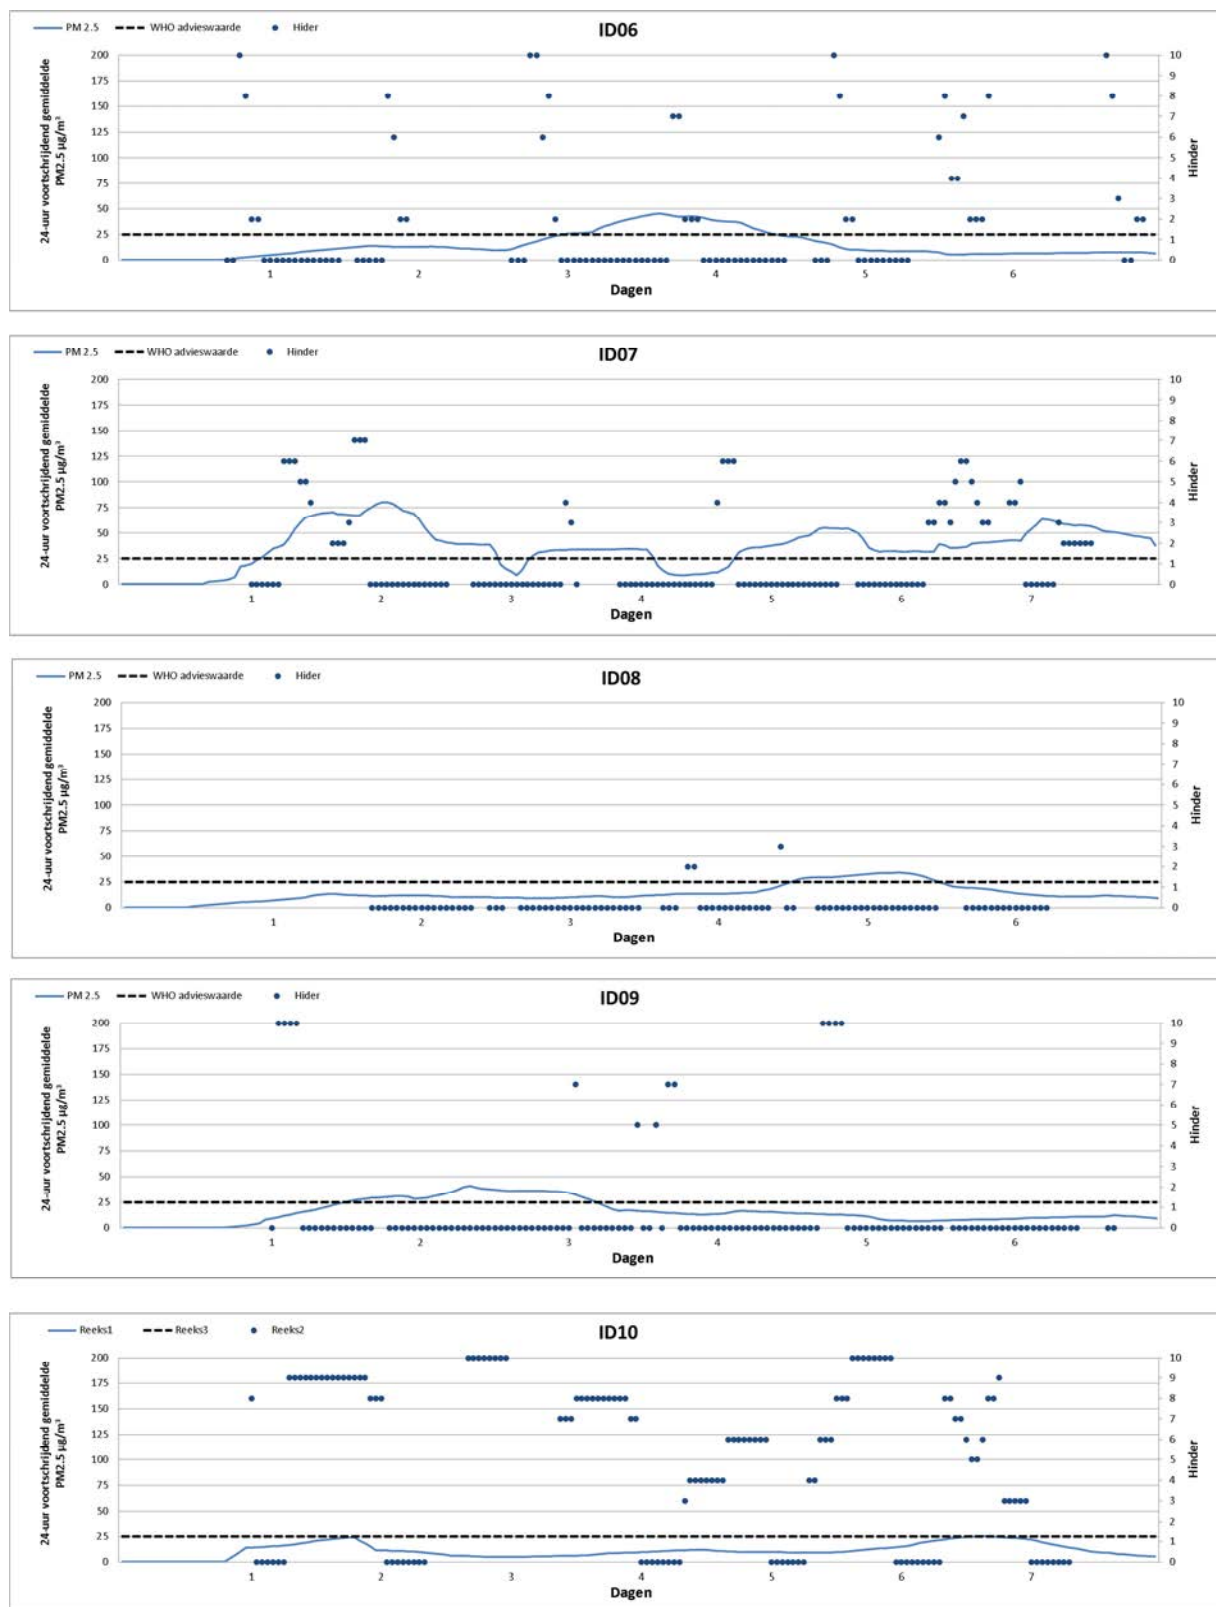 PM 2.5 WHO advieswaarde Hider
ID06
24-uur voortschrijdend gemiddelde
PM2.5 µg/m³
200 10
175 9
150 8
125 7
100 6
75 5
50 4
25 3
0 2
1
0
Hinder
1 2 3 4 5 6
Dagen
PM 2.5 WHO advieswaarde Hinder
ID07
24-uur voortschrijdend gemiddelde
PM2.5 µg/m³
200 10
175 9
150 8
125 7
100 6
75 5
50 4
25 3
0 2
1
0
Hinder
1 2 3 4 5 6 7
Dagen
PM 2.5 WHO advieswaarde Hider
ID08
24-uur voortschrijdend gemiddelde
PM2.5 µg/m³
200 10
175 9
150 8
125 7
100 6
75 5
50 4
25 3
0 2
1
0
Hinder
1 2 3 4 5 6
Dagen
PM 2.5 WHO advieswaarde Hider
ID09
24-uur voortschrijdend gemiddelde
PM2.5 µg/m³
200 10
175 9
150 8
125 7
100 6
75 5
50 4
25 3
0 2
1
0
Hinder
1 2 3 4 5 6
Dagen
Reeks1 Reeks3 Reeks2
ID10
24-uur voortschrijdend gemiddelde
PM2.5 µg/m³
200 10
175 9
150 8
125 7
100 6
75 5
50 4
25 3
0 2
1
0
Hinder
1 2 3 4 5 6 7
Dagen